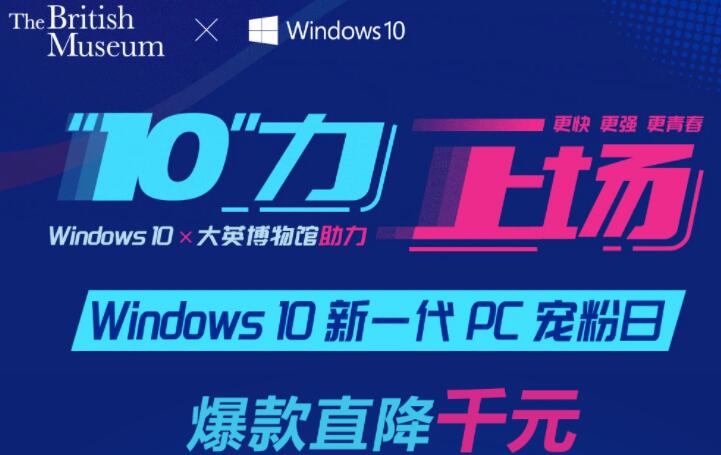 The British Museum × Windows 10
"10"力上场
更快 更强 更青春
Windows 10 × 大英博物馆助力
Windows 10 新一代 PC 宠粉日
爆款直降千元